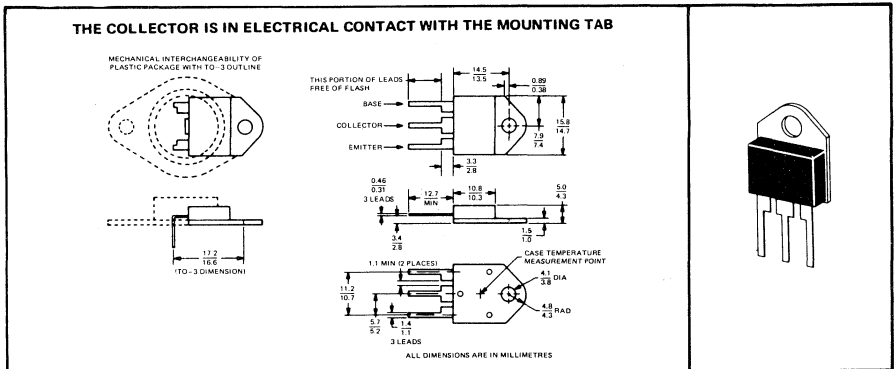 THE COLLECTOR IS IN ELECTRICAL CONTACT WITH THE MOUNTING TAB
MECHANICAL INTERCHANGEABILITY OF
PLASTIC PACKAGE WITH TO-3 OUTLINE
THIS PORTION OF LEADS
FREE OF FLASH
14.5
13.5
0.89
0.38
BASE
COLLECTOR
EMITTER
15.8
14.7
7.9
7.4
3.3
2.8
0.46
0.31
3 LEADS
12.7
MIN
10.8
10.3
5.0
4.3
3.4
2.8
1.5
1.0
17.2
16.6
(TO-3 DIMENSION)
1.1 MIN (2 PLACES)
CASE TEMPERATURE
MEASUREMENT POINT
4.1
3.8 DIA
11.2
10.7
4.8
4.3 RAD
5.7
5.2
1.4
1.1
3 LEADS
ALL DIMENSIONS ARE IN MILLIMETRES